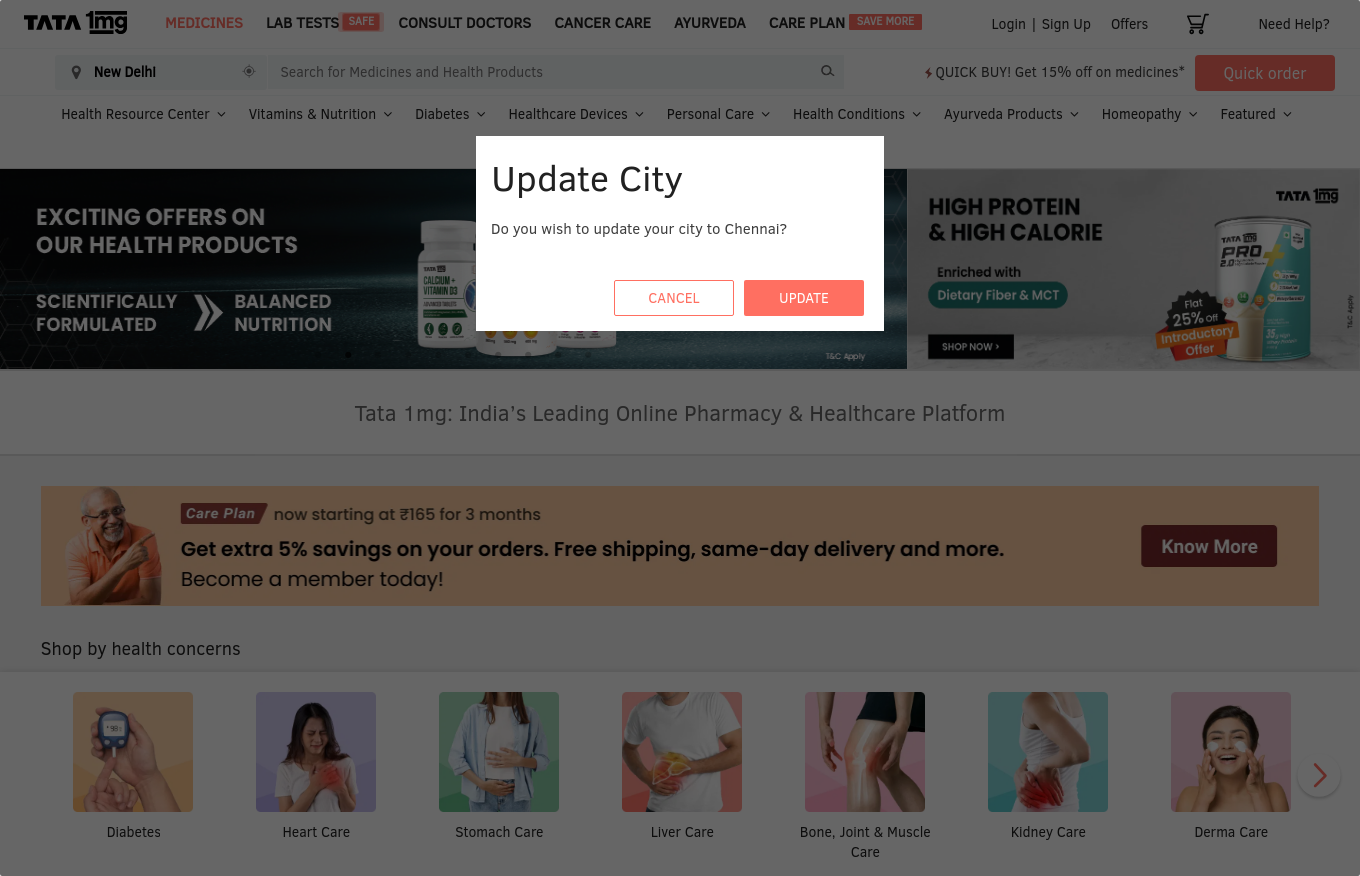 TATA 1mg
MEDICINES
LAB TESTS
SAFE
CONSULT DOCTORS
CANCER CARE
AYURVEDA
CARE PLAN
SAVE MORE
Login | Sign Up
Offers
Need Help?
New Delhi
Search for Medicines and Health Products
QUICK BUY! Get 15% off on medicines*
Quick order
Health Resource Center
Vitamins & Nutrition
Diabetes
Healthcare Devices
Personal Care
Health Conditions
Ayurveda Products
Homeopathy
Featured
Update City
Do you wish to update your city to Chennai?
CANCEL
UPDATE
EXCITING OFFERS ON
OUR HEALTH PRODUCTS
SCIENTIFICALLY
FORMULATED
BALANCED
NUTRITION
TATA 1mg
CALCIUM +
VITAMIN D3
T&C Apply
HIGH PROTEIN
& HIGH CALORIE
TATA 1mg
Enriched with
Dietary Fiber & MCT
SHOP NOW >
TATA 1mg
PRO+
2.0
Flat
25% Off
Introductory
Offer
T&C Apply
Tata 1mg: India's Leading Online Pharmacy & Healthcare Platform
Care Plan now starting at ₹165 for 3 months
Get extra 5% savings on your orders. Free shipping, same-day delivery and more.
Become a member today!
Know More
Shop by health concerns
98
Diabetes
Heart Care
Stomach Care
Liver Care
Bone, Joint & Muscle
Care
Kidney Care
Derma Care